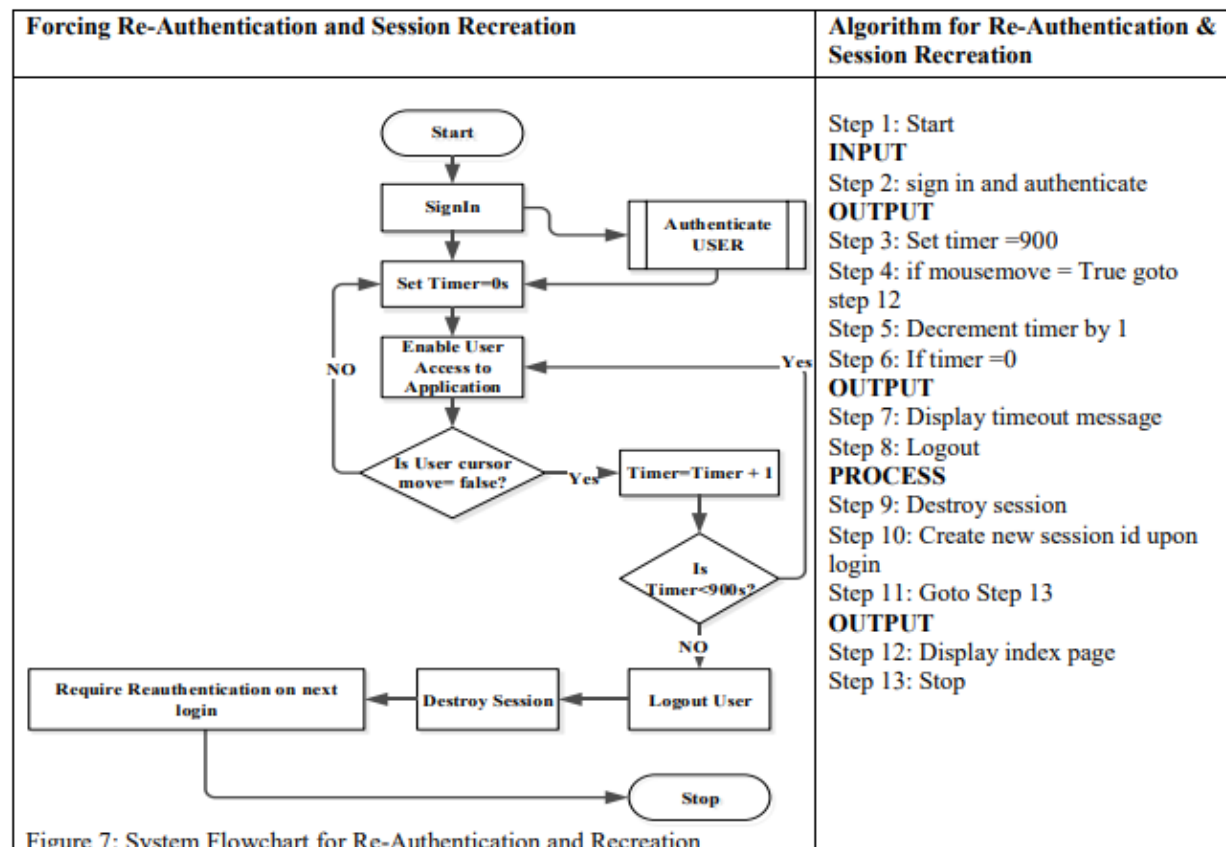 Forcing Re-Authentication and Session Recreation
Algorithm for Re-Authentication &
Session Recreation
Start
SignIn
Authenticate
USER
Set Timer=0s
Enable User
Access to
Application
NO
Yes
Is User cursor
move= false?
Yes
Timer=Timer + 1
Is
Timer<900s?
NO
Require Reauthentication on next
login
Destroy Session
Logout User
Stop
Figure 7: System Flowchart for Re-Authentication and Recreation
Step 1: Start
INPUT
Step 2: sign in and authenticate
OUTPUT
Step 3: Set timer =900
Step 4: if mousemove = True goto
step 12
Step 5: Decrement timer by 1
Step 6: If timer =0
OUTPUT
Step 7: Display timeout message
Step 8: Logout
PROCESS
Step 9: Destroy session
Step 10: Create new session id upon
login
Step 11: Goto Step 13
OUTPUT
Step 12: Display index page
Step 13: Stop